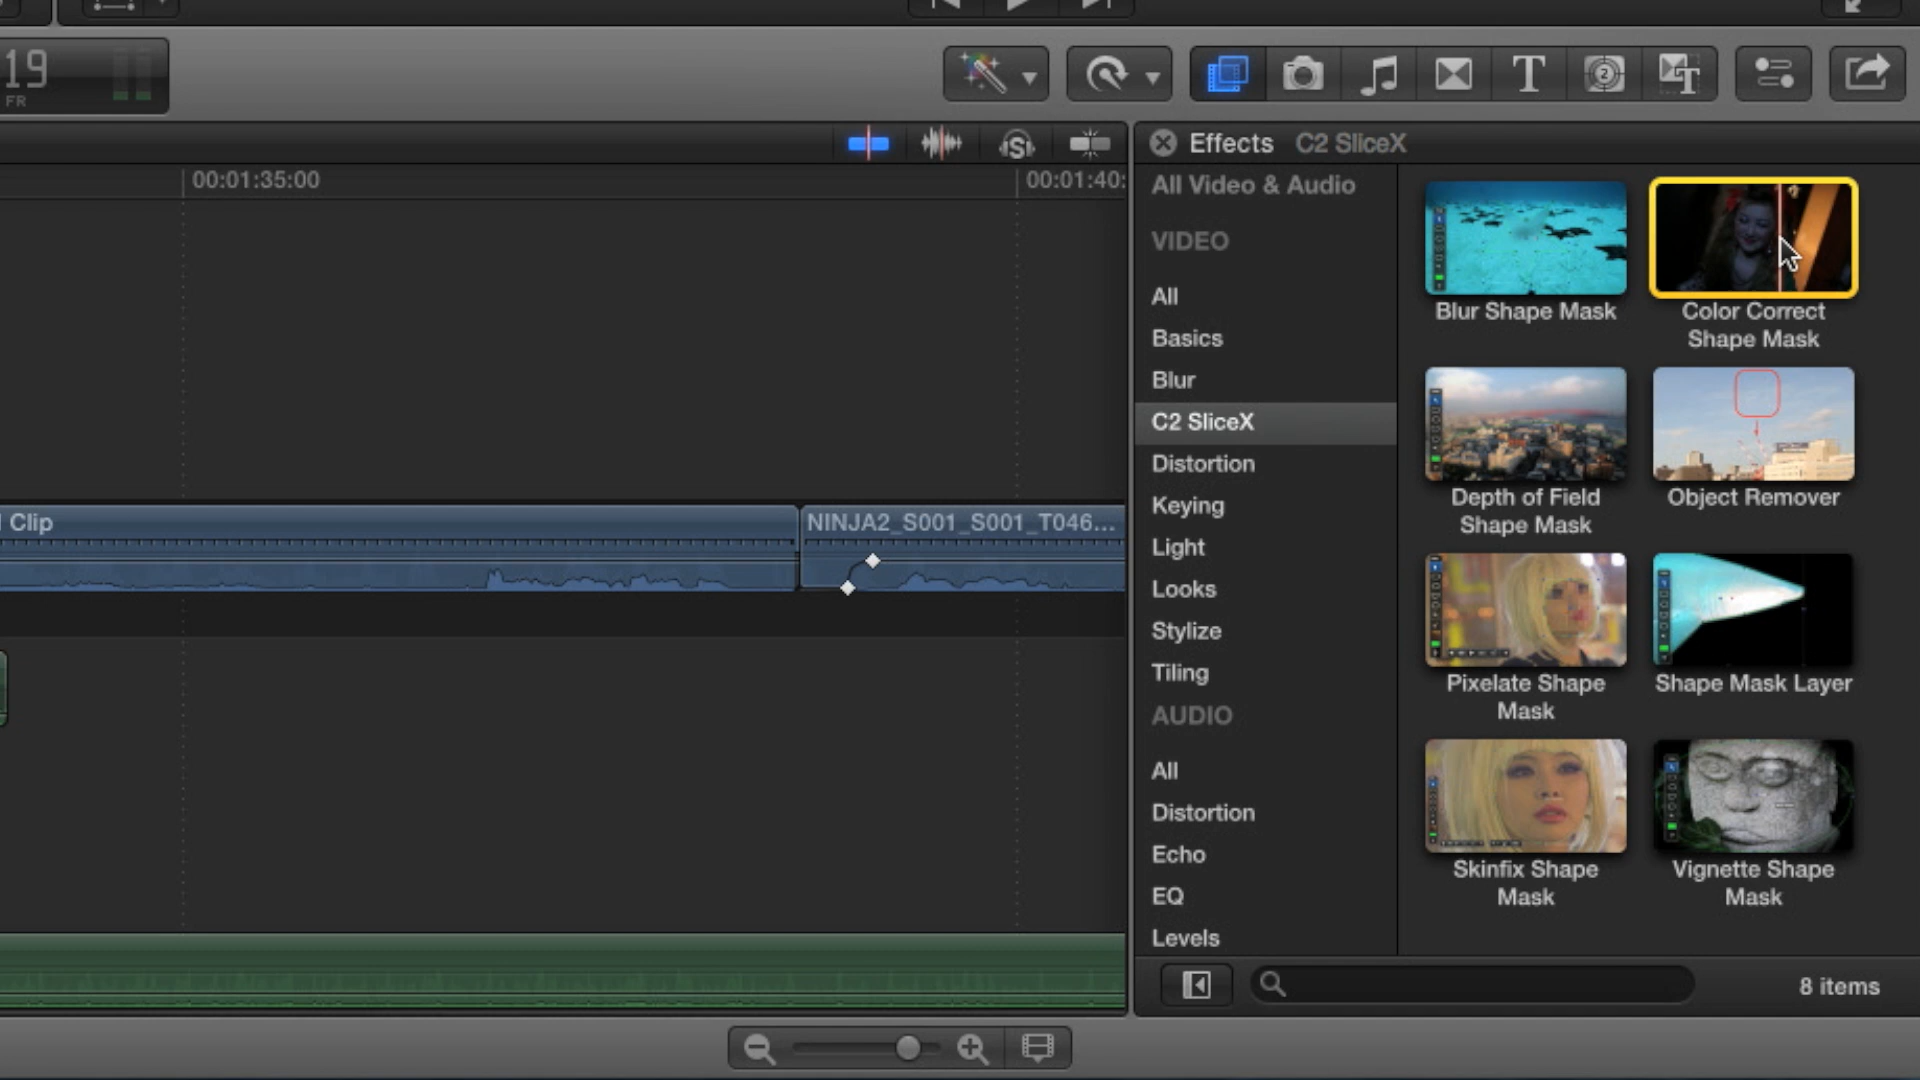 19
FR
Effects C2 SliceX
00:01:35:00
00:01:40:
All Video & Audio
VIDEO
All
Basics
Blur
C2 SliceX
Distortion
Keying
Light
Looks
Stylize
Tiling
AUDIO
All
Distortion
Echo
EQ
Levels
Blur Shape Mask
Color Correct
Shape Mask
Depth of Field
Shape Mask
Object Remover
Pixelate Shape
Mask
Shape Mask Layer
Skinfix Shape
Mask
Vignette Shape
Mask
Clip
NINJA2_S001_S001_T046...
8 items